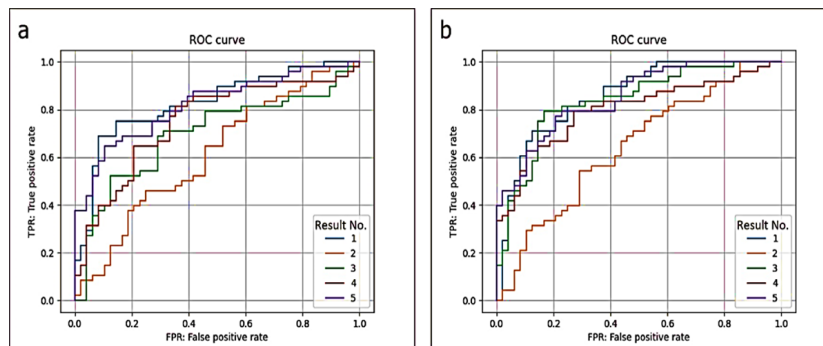 a
ROC curve
1.0
0.8
0.6
0.4
0.2
0.0
TPR: True positive rate
Result No.
1
2
3
4
5
0.0 0.2 0.4 0.6 0.8 1.0
FPR: False positive rate
b
ROC curve
1.0
0.8
0.6
0.4
0.2
0.0
TPR: True positive rate
Result No.
1
2
3
4
5
0.0 0.2 0.4 0.6 0.8 1.0
FPR: False positive rate